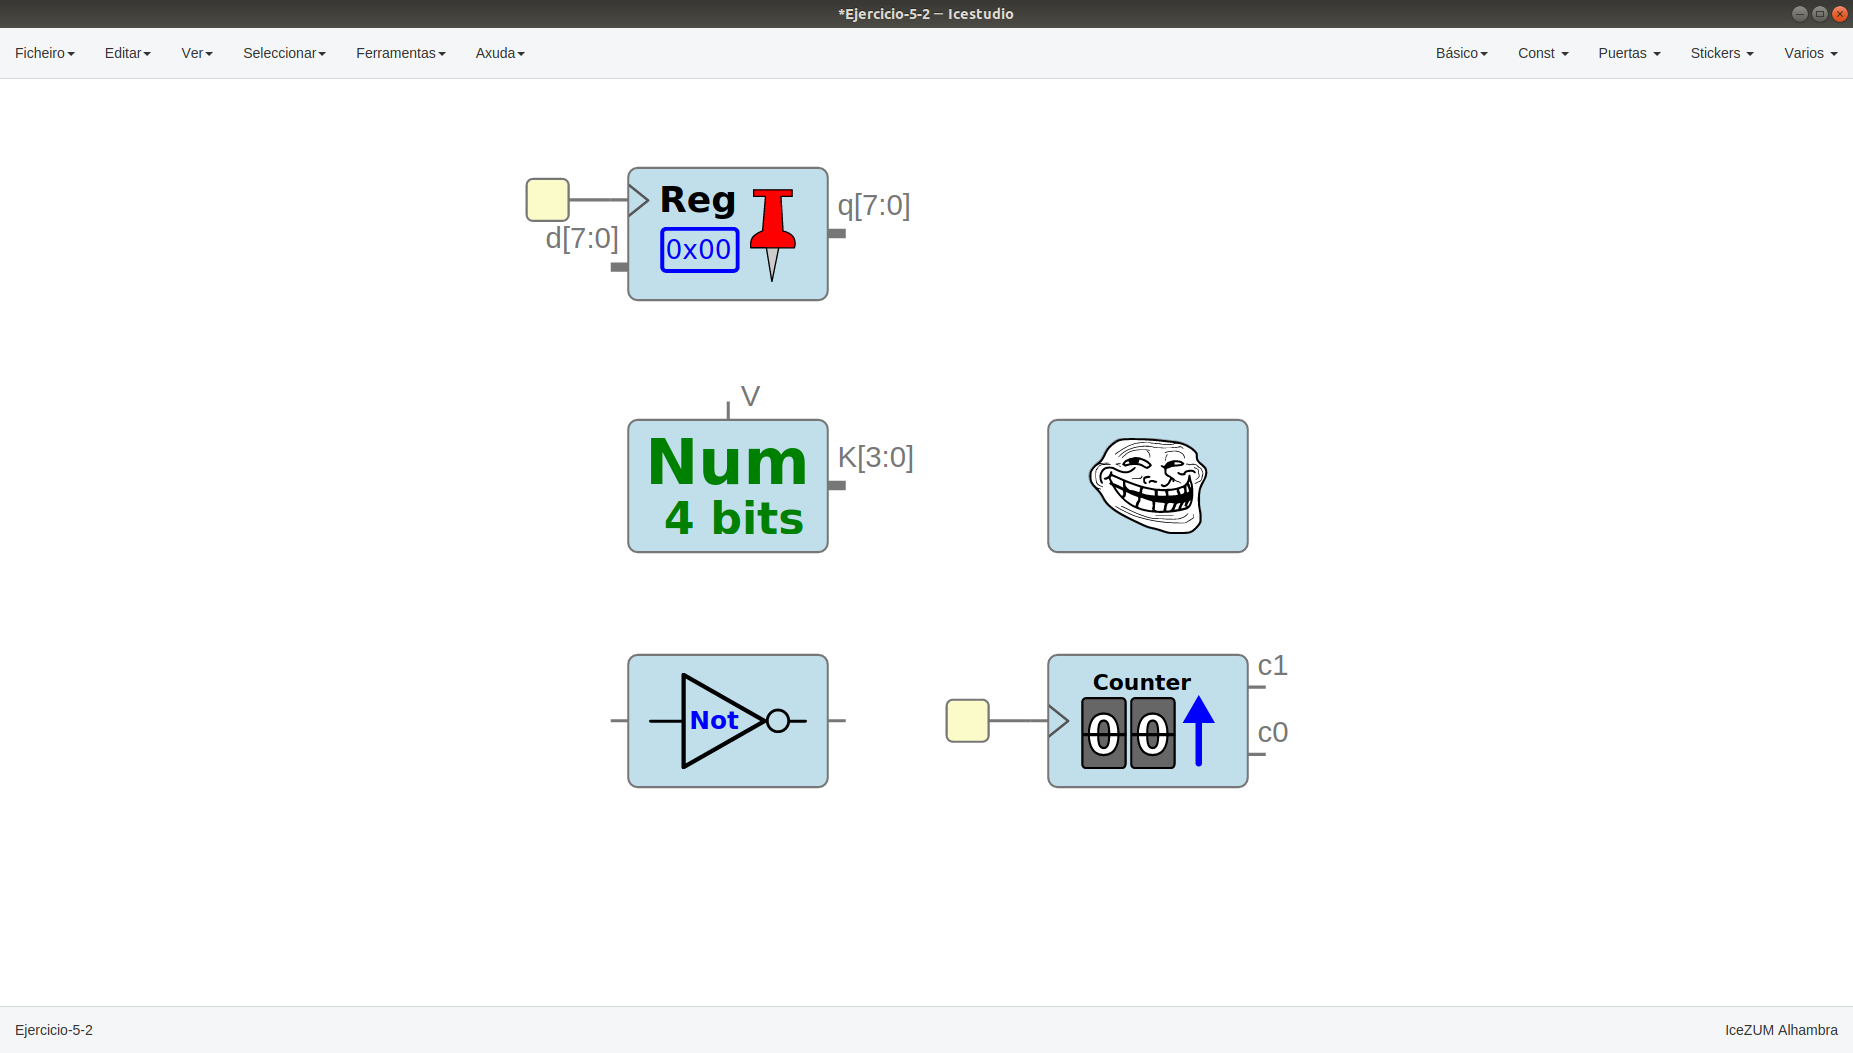 *Ejercicio-5-2 — Icestudio
Ficheiro Editar Ver Seleccionar Ferramentas Axuda Básico Const Puertas Stickers Varios
Reg
q[7:0]
d[7:0]
0x00
V
Num
K[3:0]
4 bits
c1
Counter
Not
00
c0
Ejercicio-5-2 IceZUM Alhambra